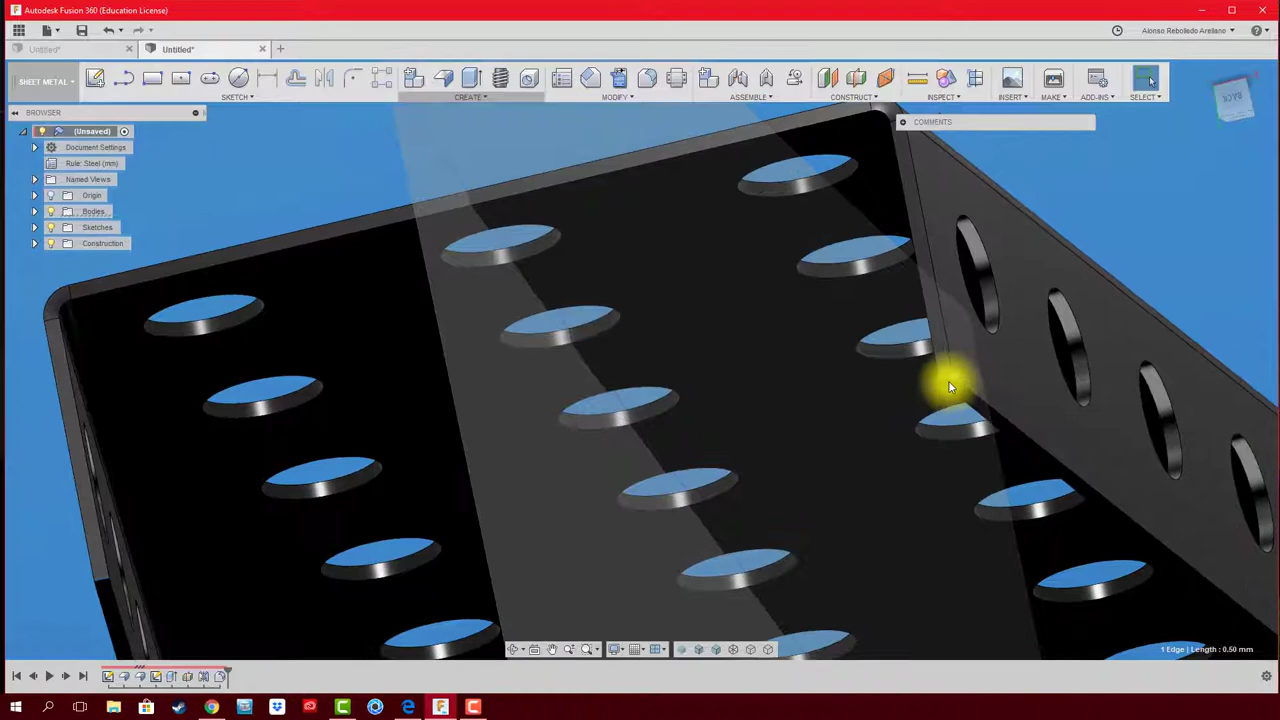 Autodesk Fusion 360 (Education License)
Alonso Rebolledo Arellano
Untitled*
Untitled*
SHEET METAL
SKETCH
CREATE
MODIFY
ASSEMBLE
CONSTRUCT
INSPECT
INSERT
MAKE
ADD-INS
SELECT
BACK
BROWSER
COMMENTS
(Unsaved)
Document Settings
Rule: Steel (mm)
Named Views
Origin
Bodies
Sketches
Construction
1 Edge | Length : 0.50 mm